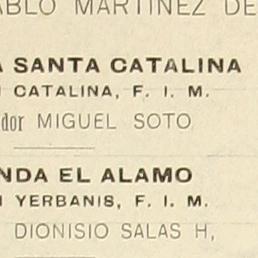 ABLO MARTINEZ DE
A SANTA CATALINA
I CATALINA, F. I. M.
dor MIGUEL SOTO
NDA EL ALAMO
I YERBANIS, F. I. M.
DIONISIO SALAS H,